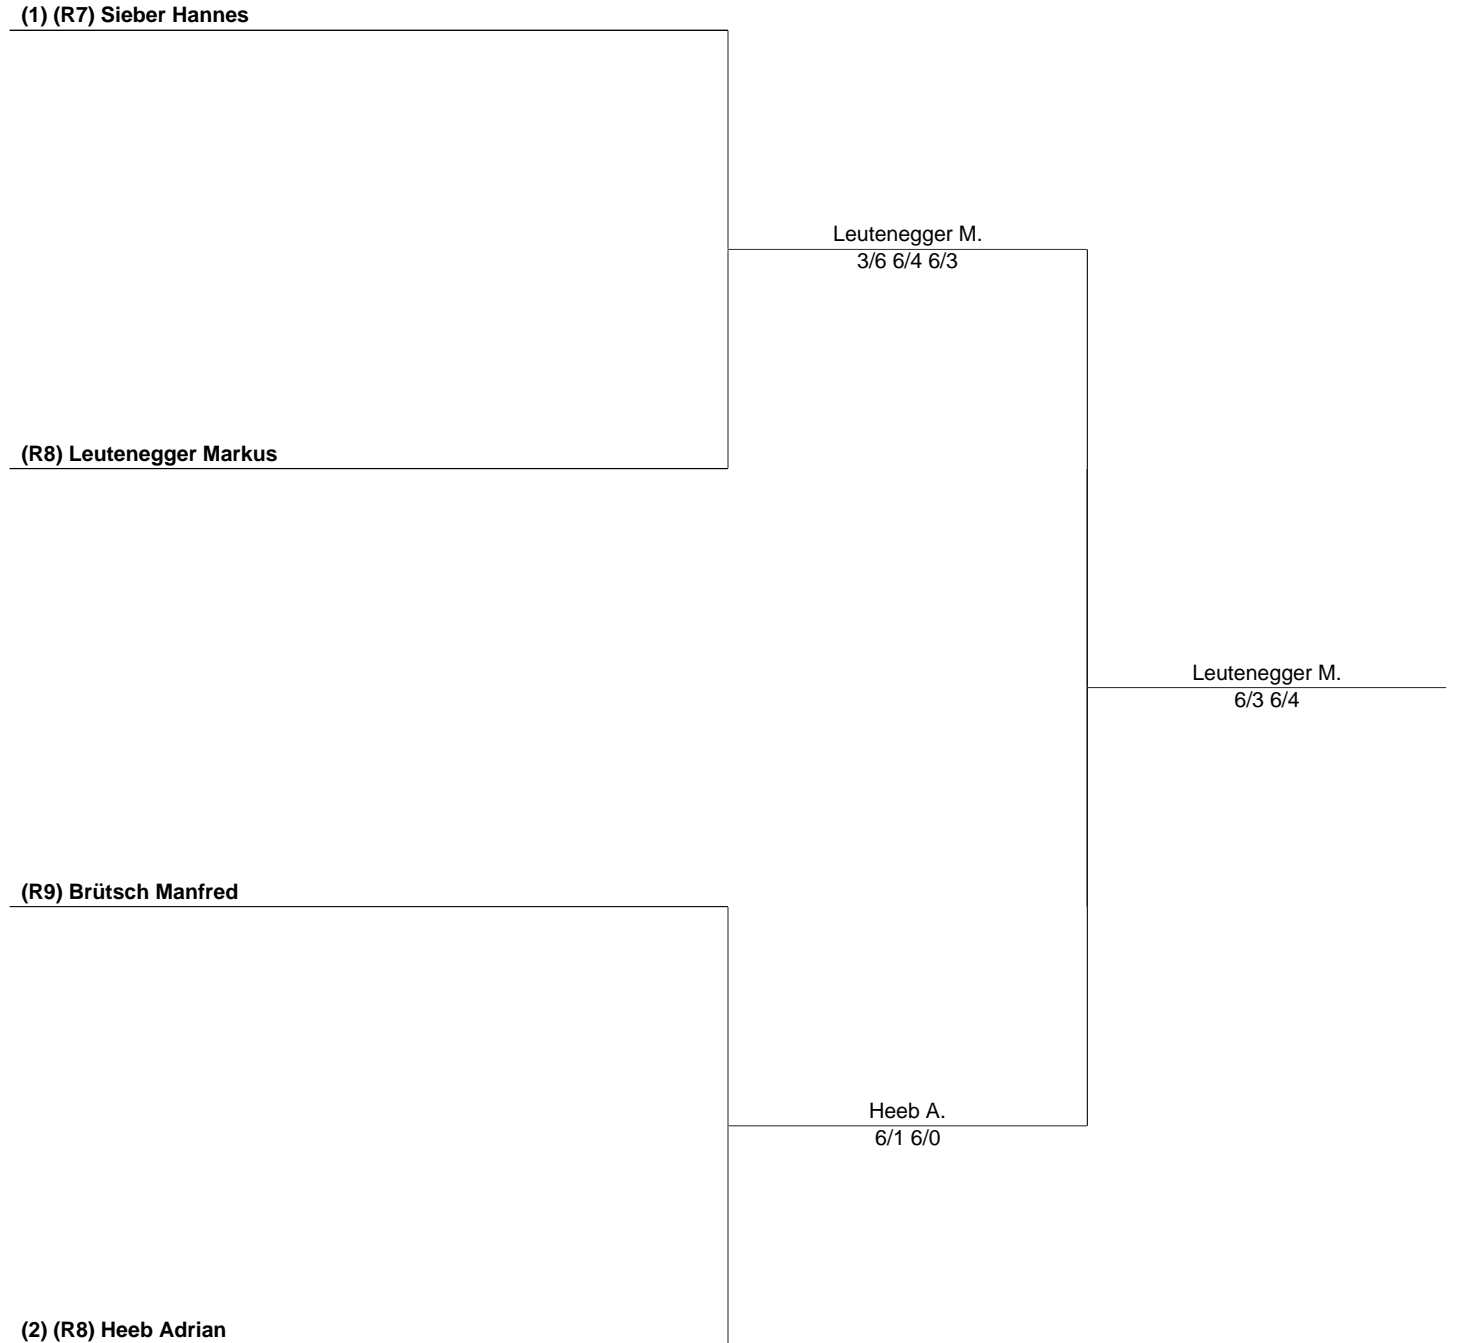 (1) (R7) Sieber Hannes
Leutenegger M.
3/6 6/4 6/3
(R8) Leutenegger Markus
Leutenegger M.
6/3 6/4
(R9) Brütsch Manfred
Heeb A.
6/1 6/0
(2) (R8) Heeb Adrian